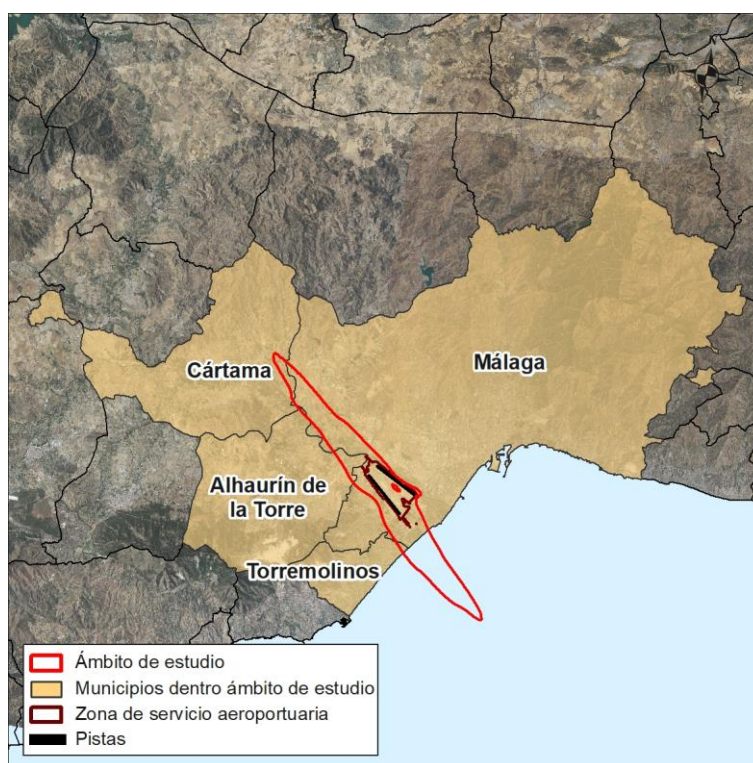 Cártama
Málaga
Alhaurín de
la Torre
Torremolinos
Ámbito de estudio
Municipios dentro ámbito de estudio
Zona de servicio aeroportuaria
Pistas